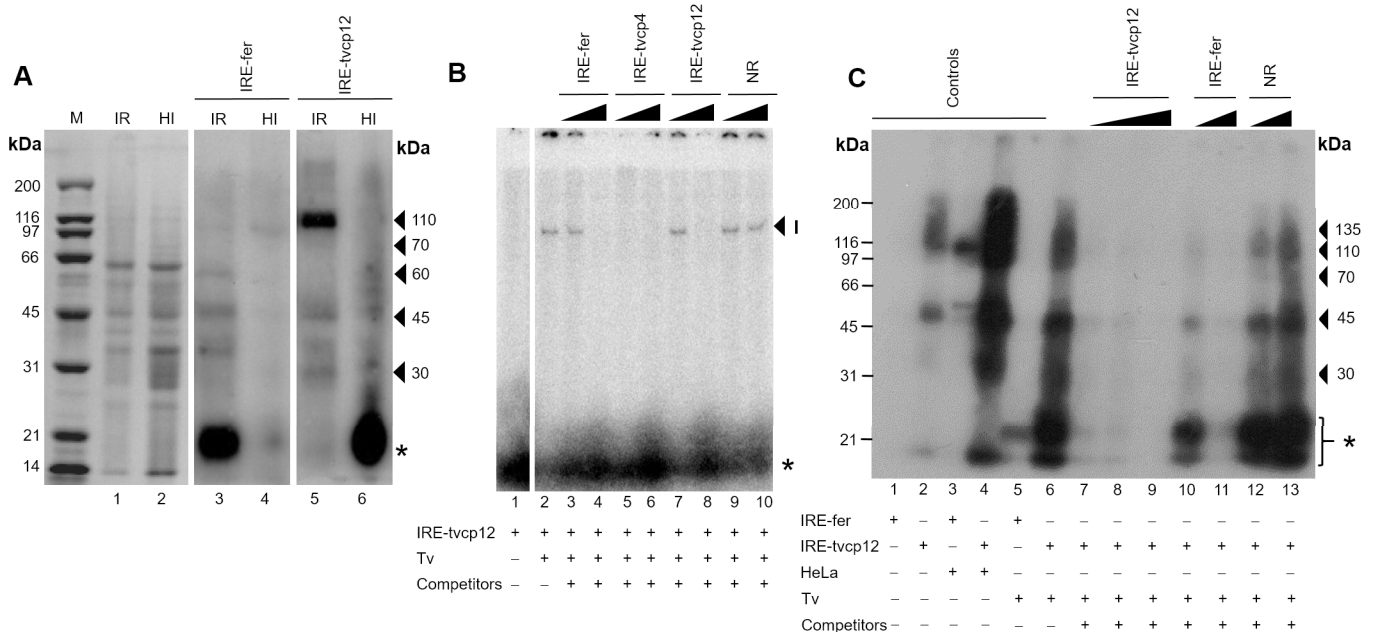 A
IRE-fer
IRE-tvcp12
M IR HI IR HI IR HI
kDa
kDa
200
116
97
66
45
31
21
14
110
70
60
45
30
*
1 2 3 4 5 6
B
IRE-fer
IRE-tvcp4
IRE-tvcp12
NR
I
*
1 2 3 4 5 6 7 8 9 10
IRE-tvcp12 + + + + + + + + + +
Tv – + + + + + + + + +
Competitors – – + + + + + + + +
C
Controls
IRE-tvcp12
IRE-fer
NR
kDa
kDa
200
116
97
66
45
31
21
135
110
70
45
30
*
1 2 3 4 5 6 7 8 9 10 11 12 13
IRE-fer + – + – + – – – – – – – –
IRE-tvcp12 – + – + – + + + + + + + +
HeLa – – + + – – – – – – – – –
Tv – – – – + + + + + + + + +
Competitors – – – – – – + + + + + + +